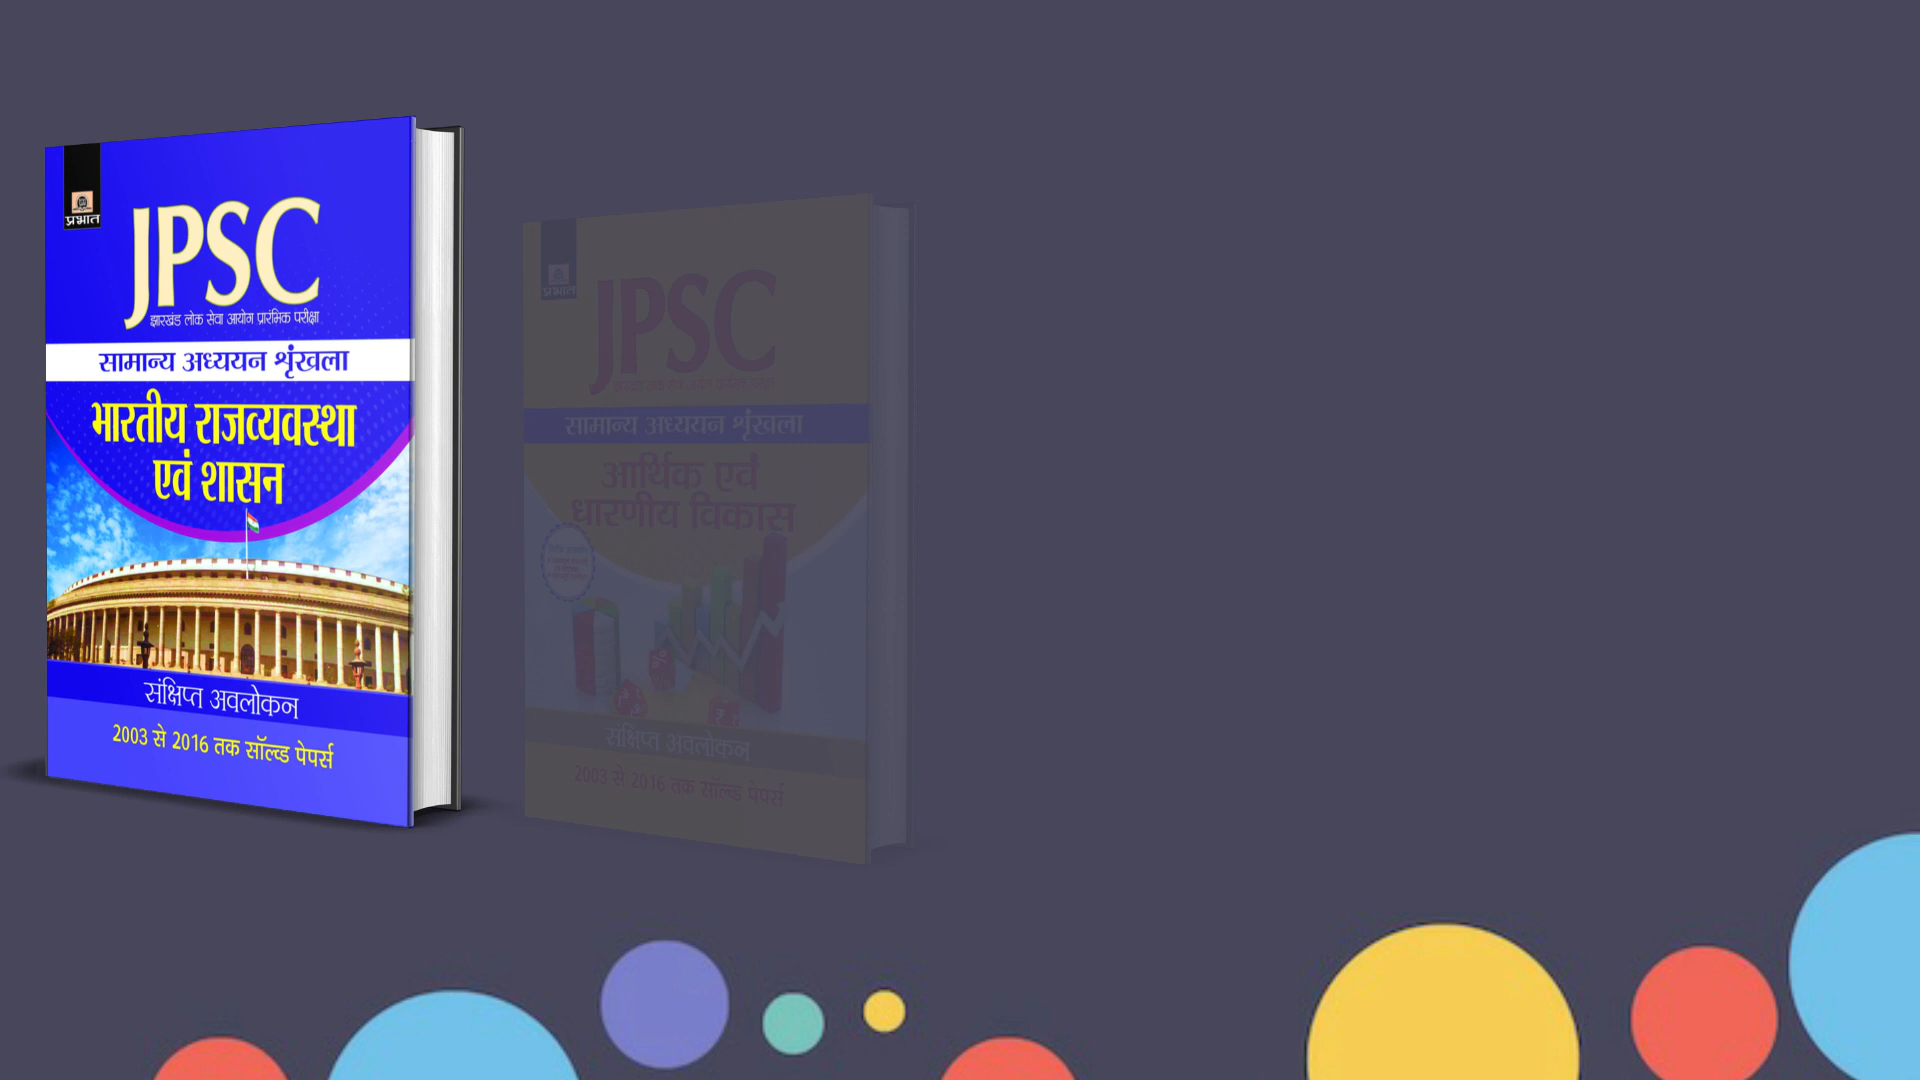 प्रभात
JPSC
झारखंड लोक सेवा आयोग प्रारंभिक परीक्षा
सामान्य अध्ययन शृंखला
भारतीय राजव्यवस्था
एवं शासन
संक्षिप्त अवलोकन
2003 से 2016 तक सॉल्व्ड पेपर्स
प्रभात
JPSC
सामान्य अध्ययन शृंखला
आर्थिक एवं
धारणीय विकास
संक्षिप्त अवलोकन
2003 से 2016 तक सॉल्व्ड पेपर्स